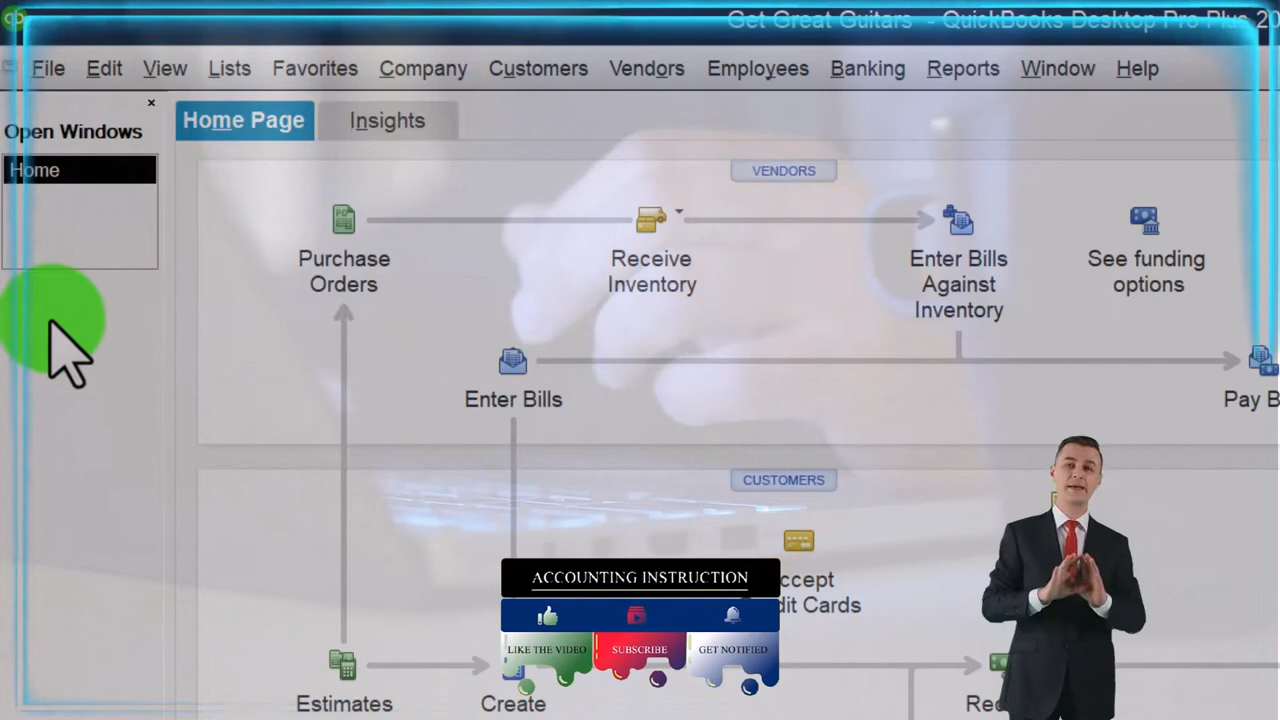 Get Great Guitars - QuickBooks Desktop Pro Plus 20
File Edit View Lists Favorites Company Customers Vendors Employees Banking Reports Window Help
Open Windows
Home Page Insights
Home
VENDORS
Purchase
Orders
Receive
Inventory
Enter Bills
Against
Inventory
See funding
options
Enter Bills
Pay B
CUSTOMERS
ccept
dit Cards
ACCOUNTING INSTRUCTION
LIKE THE VIDEO
SUBSCRIBE
GET NOTIFIED
Estimates
Create
Rec